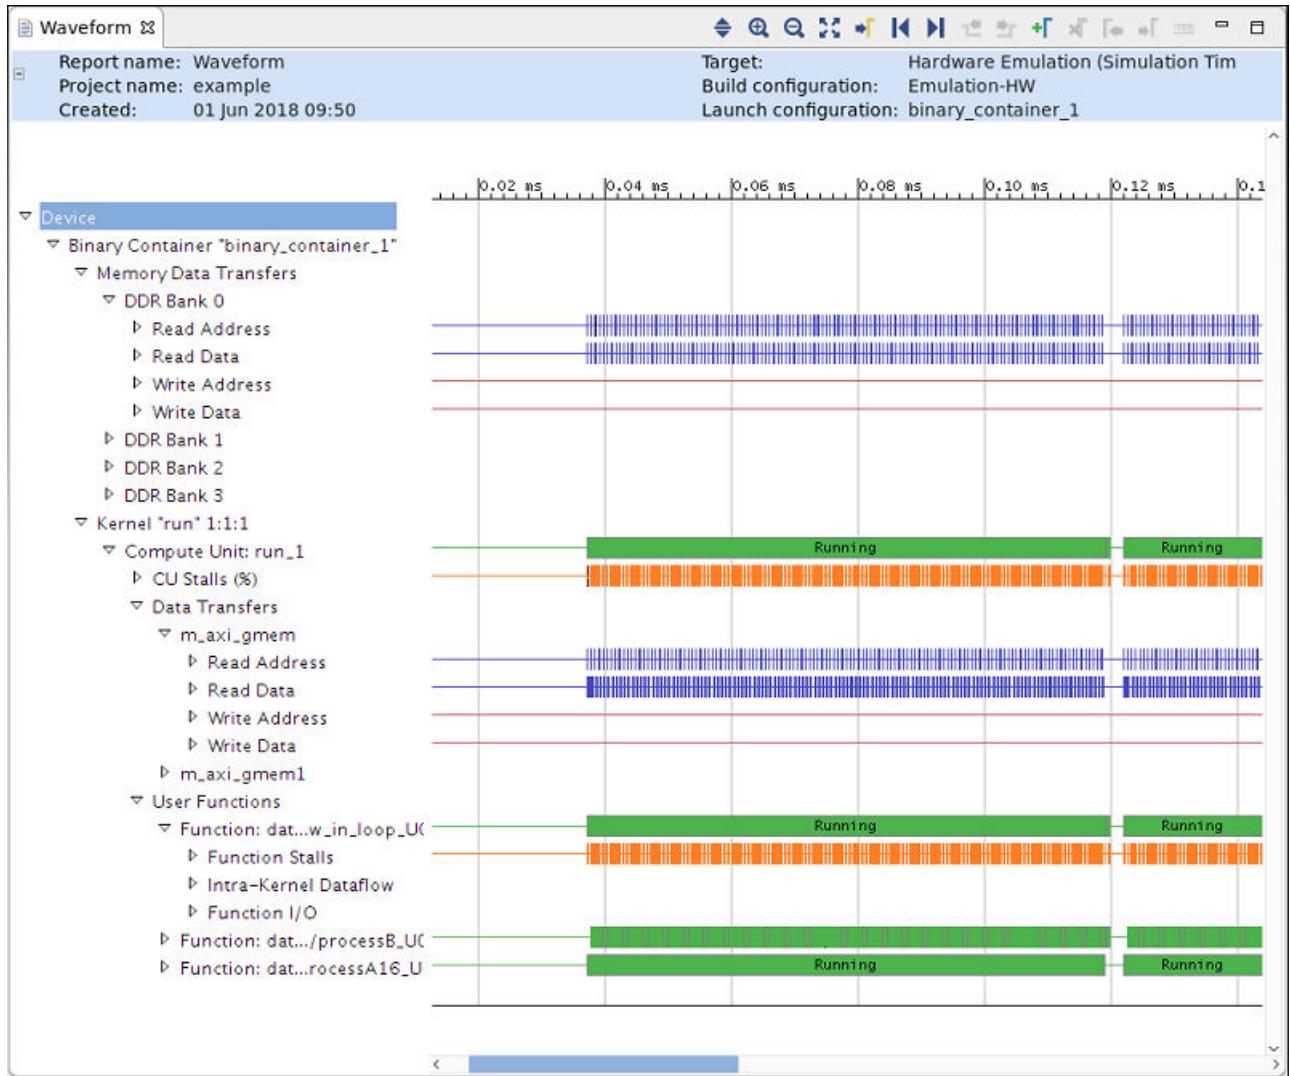 Waveform
Report name: Waveform Target: Hardware Emulation (Simulation Tim
Project name: example Build configuration: Emulation-HW
Created: 01 Jun 2018 09:50 Launch configuration: binary_container_1
0.02 ms 0.04 ms 0.06 ms 0.08 ms 0.10 ms 0.12 ms 0.1
Device
Binary Container "binary_container_1"
Memory Data Transfers
DDR Bank 0
Read Address
Read Data
Write Address
Write Data
DDR Bank 1
DDR Bank 2
DDR Bank 3
Kernel "run" 1:1:1
Compute Unit: run_1 Running Running
CU Stalls (%)
Data Transfers
m_axi_gmem
Read Address
Read Data
Write Address
Write Data
m_axi_gmem1
User Functions
Function: dat...w_in_loop_U( Running Running
Function Stalls
Intra-Kernel Dataflow
Function I/O
Function: dat.../processB_U(
Function: dat...rocessA16_U Running Running